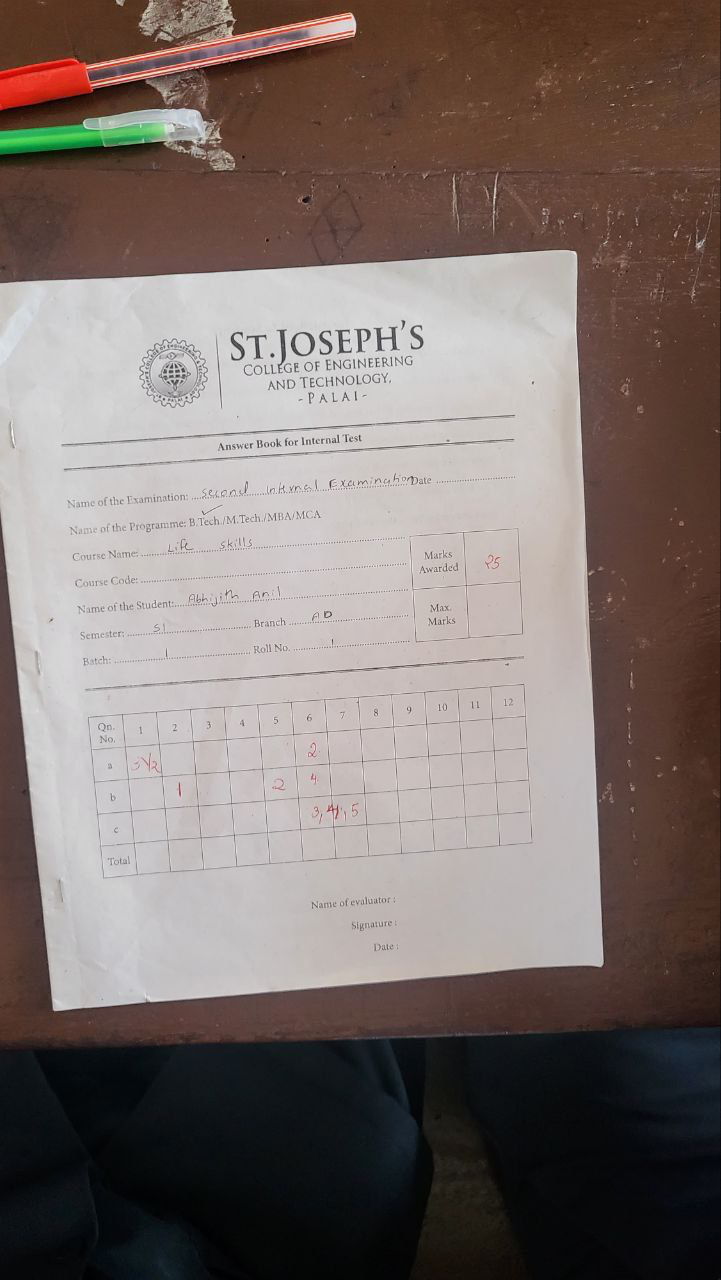 ST.JOSEPH'S
COLLEGE OF ENGINEERING
AND TECHNOLOGY,
- PALAI -
Answer Book for Internal Test
Name of the Examination: Second Internal Examination Date
Name of the Programme: B.Tech./M.Tech./MBA/MCA
Course Name: Life skills
Course Code:
Marks Awarded 25
Name of the Student: Abhijith Anil
Max. Marks
Semester: S1 Branch AD
Batch: 1 Roll No. 1
Qn. No. 1 2 3 4 5 6 7 8 9 10 11 12
a 3½ 2
b 1 2 4
c 3, 4, 5
Total
Name of evaluator :
Signature :
Date :